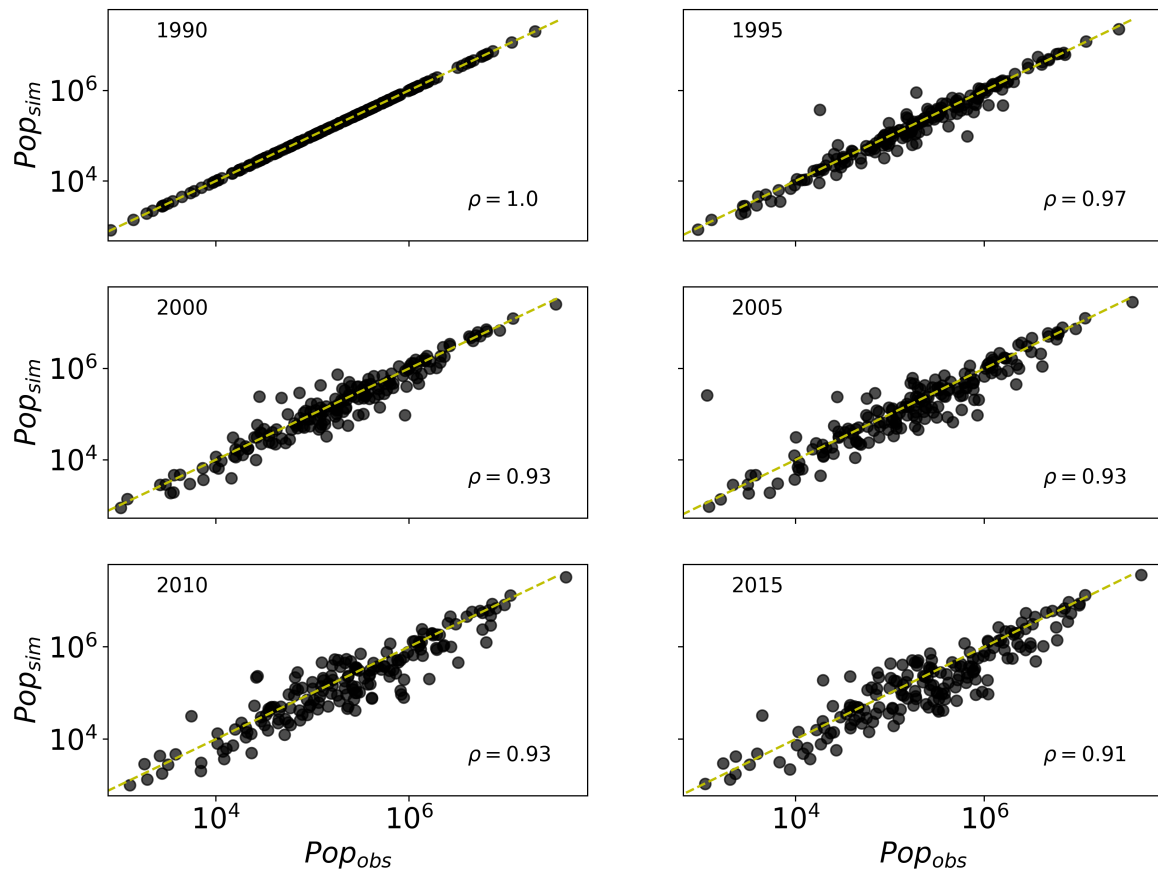 1990
1995
10^6
10^4
Pop_sim
ρ = 1.0
ρ = 0.97
2000
2005
10^6
10^4
Pop_sim
ρ = 0.93
ρ = 0.93
2010
2015
10^6
10^4
Pop_sim
ρ = 0.93
ρ = 0.91
10^4 10^6
10^4 10^6
Pop_obs
Pop_obs